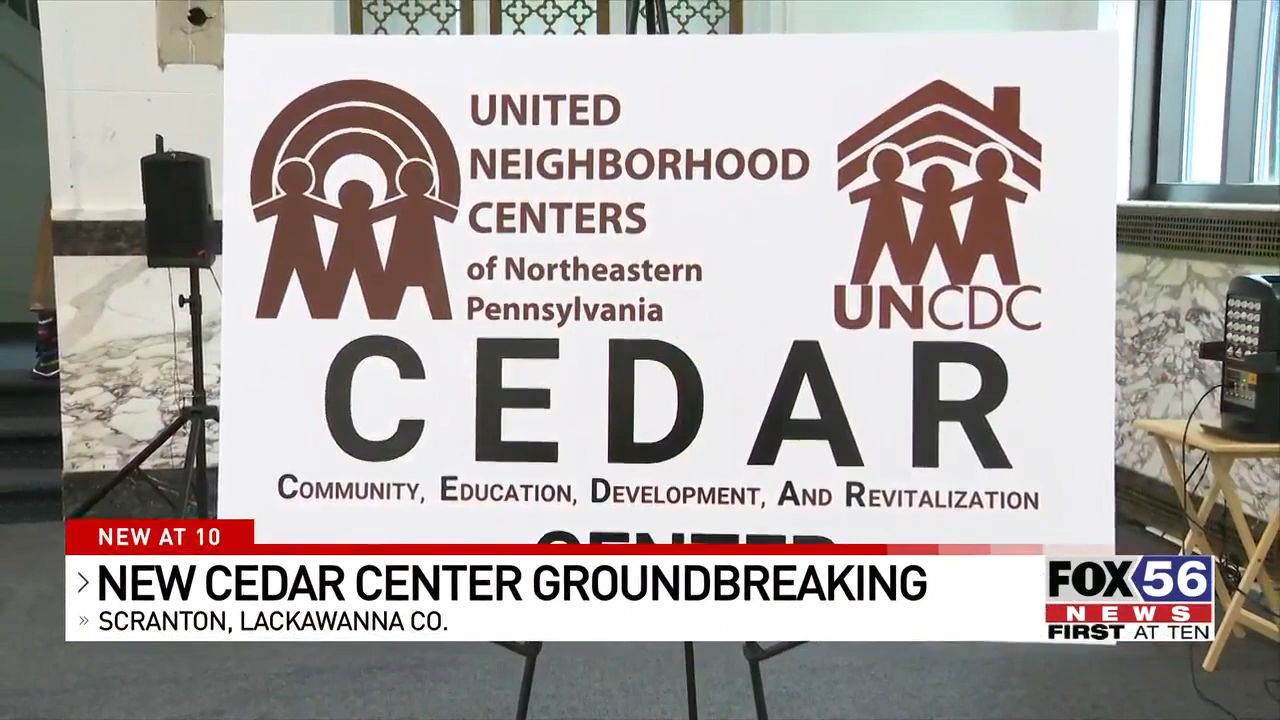 UNITED
NEIGHBORHOOD
CENTERS
of Northeastern
Pennsylvania
UNCDC
CEDAR
COMMUNITY, EDUCATION, DEVELOPMENT, AND REVITALIZATION
CENTER
NEW AT 10
NEW CEDAR CENTER GROUNDBREAKING
SCRANTON, LACKAWANNA CO.
FOX 56
NEWS
FIRST AT TEN